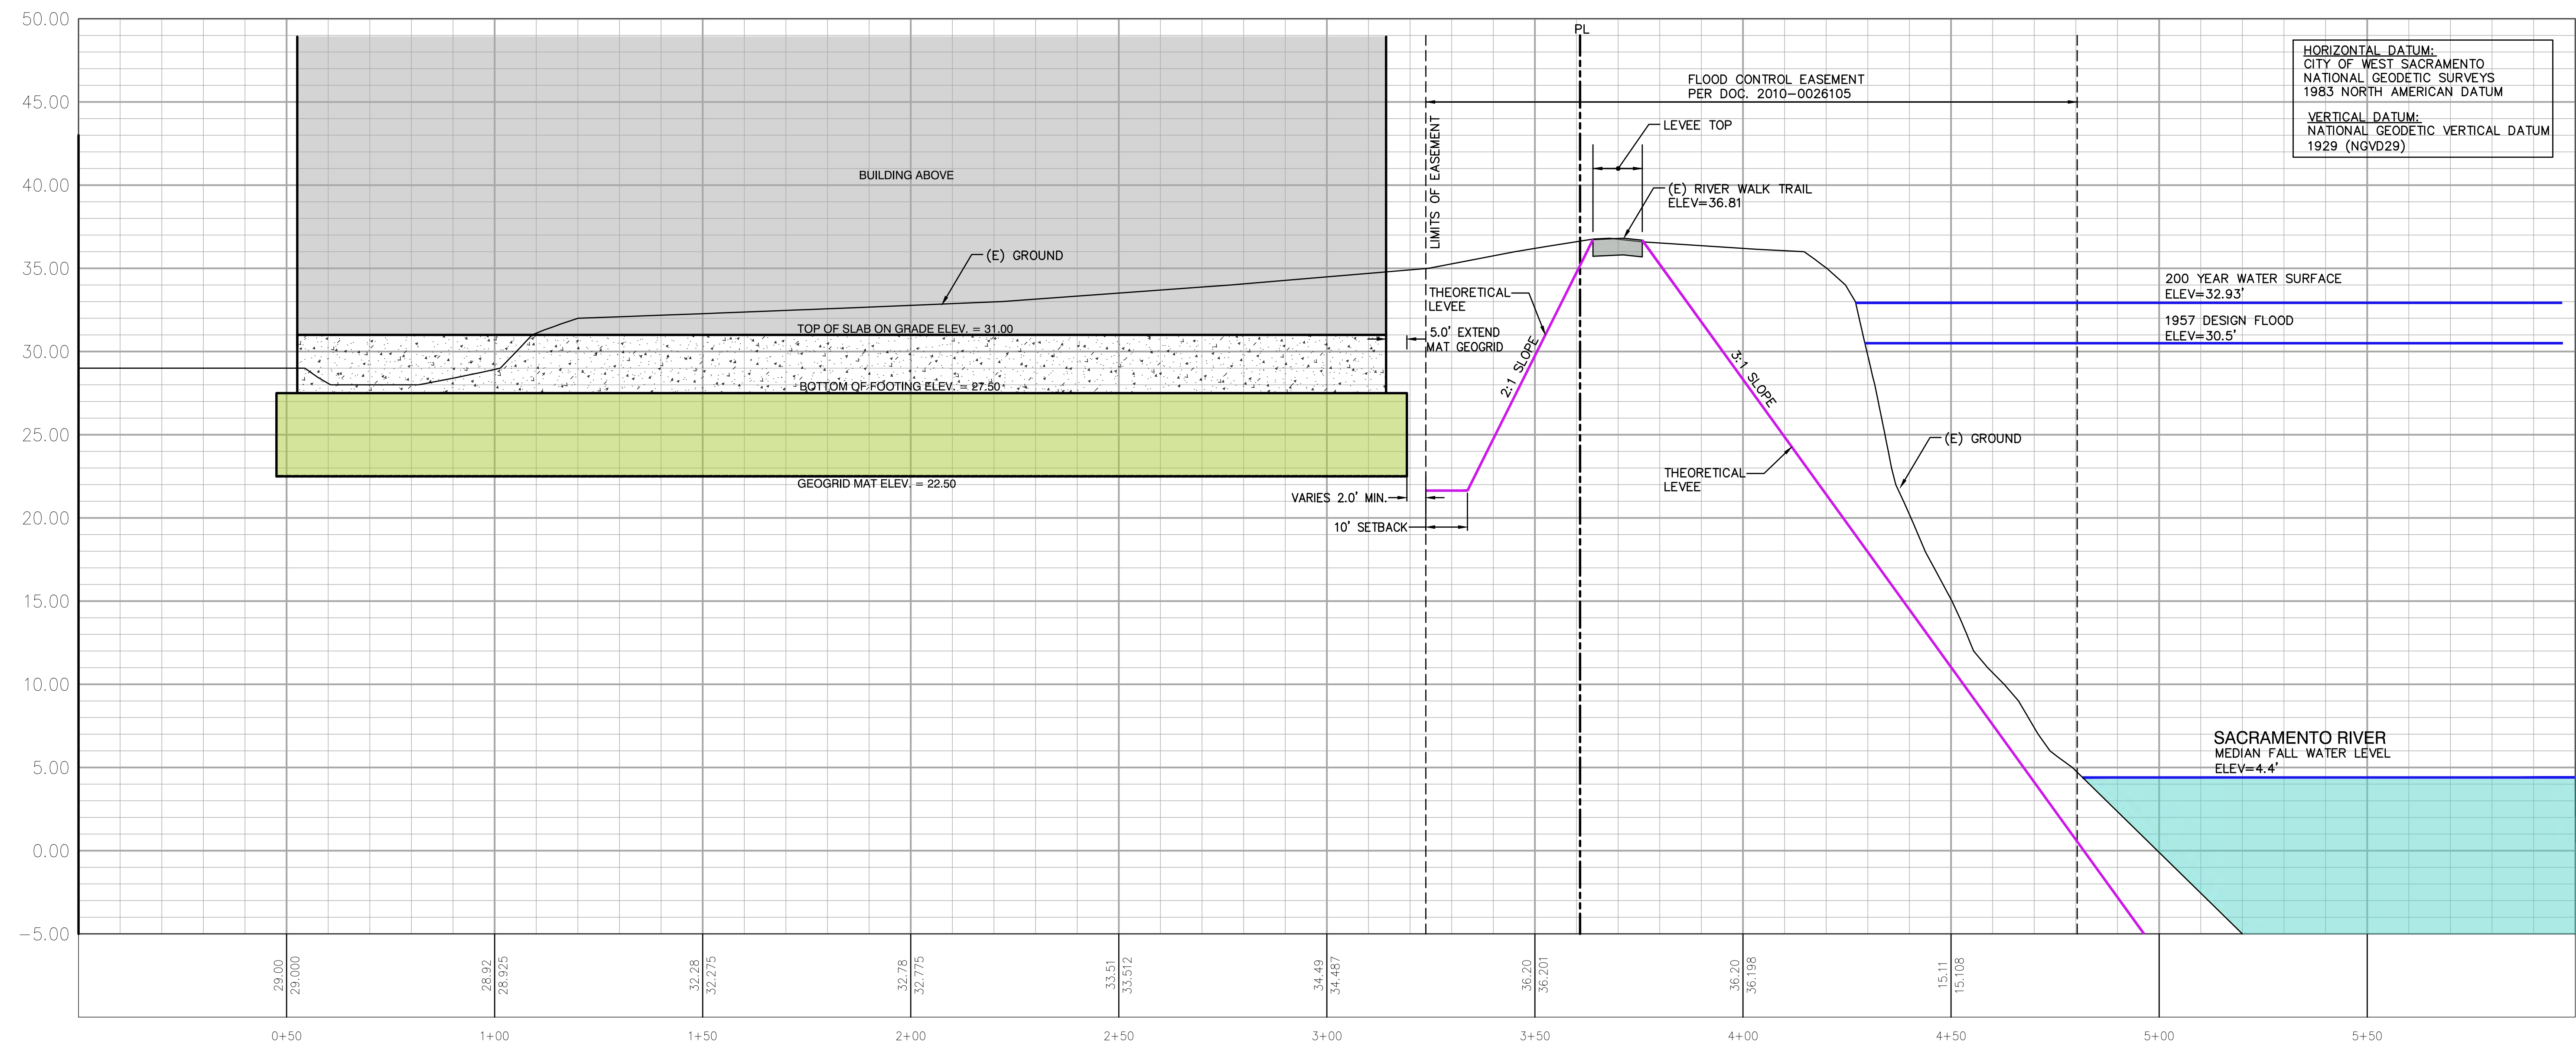 50.00
45.00
40.00
35.00
30.00
25.00
20.00
15.00
10.00
5.00
0.00
-5.00
PL
HORIZONTAL DATUM:
CITY OF WEST SACRAMENTO
NATIONAL GEODETIC SURVEYS
1983 NORTH AMERICAN DATUM
VERTICAL DATUM:
NATIONAL GEODETIC VERTICAL DATUM
1929 (NGVD29)
FLOOD CONTROL EASEMENT
PER DOC. 2010-0026105
LIMITS OF EASEMENT
LEVEE TOP
BUILDING ABOVE
(E) RIVER WALK TRAIL
ELEV=36.81
(E) GROUND
THEORETICAL
LEVEE
200 YEAR WATER SURFACE
ELEV=32.93'
1957 DESIGN FLOOD
ELEV=30.5'
TOP OF SLAB ON GRADE ELEV. = 31.00
5.0' EXTEND
MAT GEOGRID
2:1 SLOPE
3:1 SLOPE
BOTTOM OF FOOTING ELEV. = 27.50
(E) GROUND
THEORETICAL
LEVEE
GEOGRID MAT ELEV. = 22.50
VARIES 2.0' MIN.
10' SETBACK
SACRAMENTO RIVER
MEDIAN FALL WATER LEVEL
ELEV=4.4'
29.00
29.000
28.92
28.925
32.28
32.275
32.78
32.775
33.51
33.512
34.49
34.487
36.20
36.201
36.20
36.198
15.11
15.108
0+50
1+00
1+50
2+00
2+50
3+00
3+50
4+00
4+50
5+00
5+50